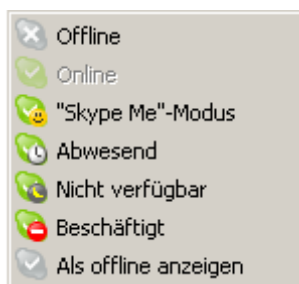 Offline
Online
"Skype Me"-Modus
Abwesend
Nicht verfügbar
Beschäftigt
Als offline anzeigen